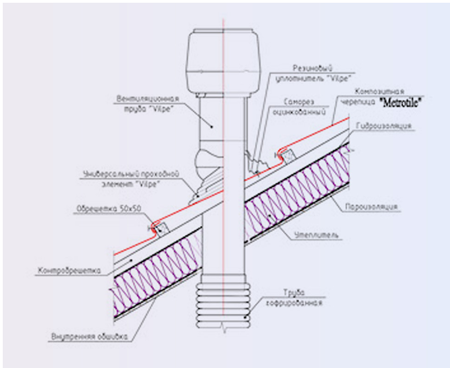 Резиновый
уплотнитель "Vilpe"
Вентиляционная
труба "Vilpe"
Саморез
оцинкованный
Композитная
черепица "Metrotile"
Гидроизоляция
Универсальный проходной
элемент "Vilpe"
Обрешетка 50х50
Пароизоляция
Утеплитель
Контробрешетка
Труба
гофрированная
Внутренняя обшивка